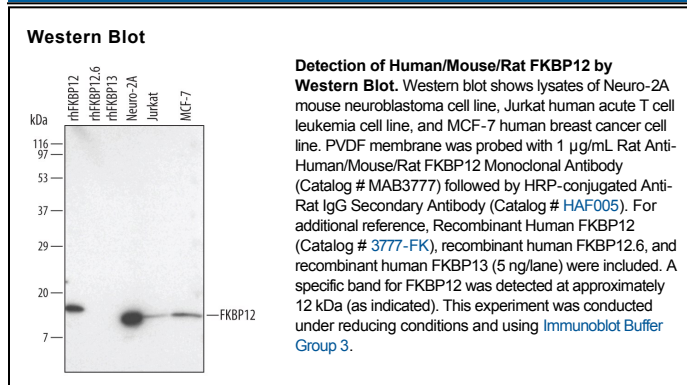 Western Blot
rhFKBP12
rhFKBP12.6
rhFKBP13
Neuro-2A
Jurkat
MCF-7
kDa
116
97
53
37
29
20
7
FKBP12
Detection of Human/Mouse/Rat FKBP12 by
Western Blot. Western blot shows lysates of Neuro-2A
mouse neuroblastoma cell line, Jurkat human acute T cell
leukemia cell line, and MCF-7 human breast cancer cell
line. PVDF membrane was probed with 1 µg/mL Rat Anti-
Human/Mouse/Rat FKBP12 Monoclonal Antibody
(Catalog # MAB3777) followed by HRP-conjugated Anti-
Rat IgG Secondary Antibody (Catalog # HAF005). For
additional reference, Recombinant Human FKBP12
(Catalog # 3777-FK), recombinant human FKBP12.6, and
recombinant human FKBP13 (5 ng/lane) were included. A
specific band for FKBP12 was detected at approximately
12 kDa (as indicated). This experiment was conducted
under reducing conditions and using Immunoblot Buffer
Group 3.